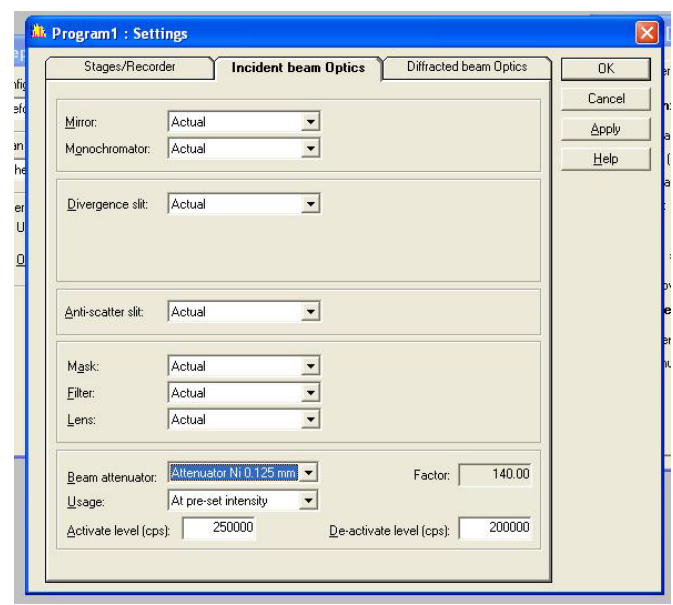 Program1 : Settings
Stages/Recorder Incident beam Optics Diffracted beam Optics
OK
Cancel
Apply
Help
Mirror: Actual
Monochromator: Actual
Divergence slit: Actual
Anti-scatter slit: Actual
Mask: Actual
Filter: Actual
Lens: Actual
Beam attenuator: Attenuator Ni 0.125 mm Factor: 140.00
Usage: At pre-set intensity
Activate level (cps): 250000 De-activate level (cps): 200000